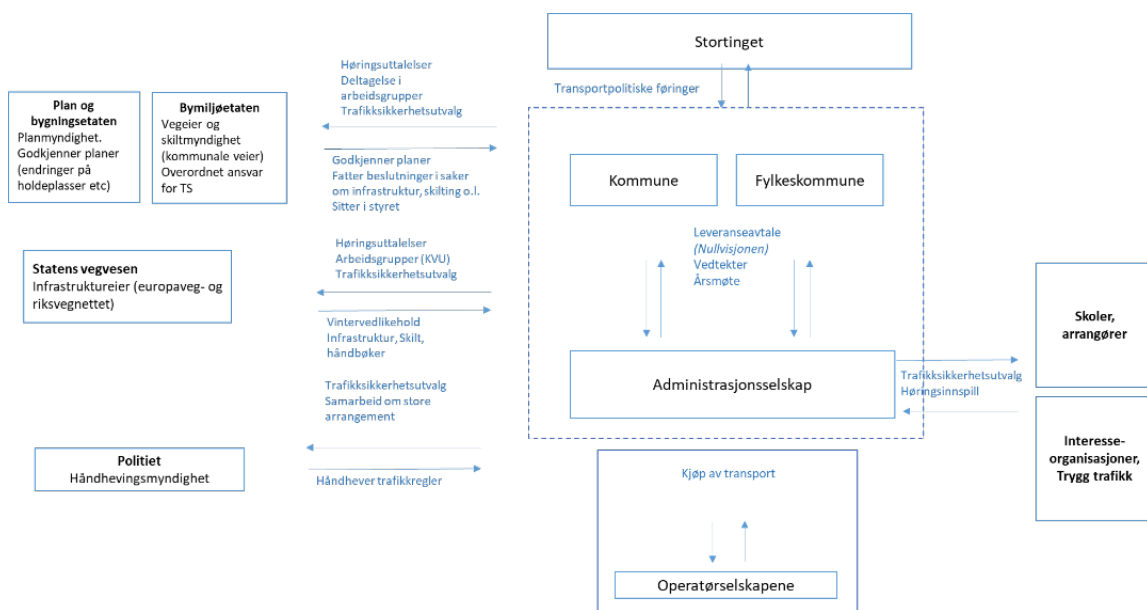 Stortinget
Transportpolitiske føringer
Plan og
bygningsetaten
Planmyndighet.
Godkjenner planer
(endringer på
holdeplasser etc)
Bymiljøetaten
Vegeier og
skiltmyndighet
(kommunale veier)
Overordnet ansvar
for TS
Høringsuttalelser
Deltagelse i
arbeidsgrupper
Trafikksikkerhetsutvalg
Godkjenner planer
Fatter beslutninger i saker
om infrastruktur, skilting o.l.
Sitter i styret
Kommune
Fylkeskommune
Leveranseavtale
(Nullvisjonen)
Vedtekter
Årsmøte
Statens vegvesen
Infrastruktureier (europaveg- og
riksvegnettet)
Høringsuttalelser
Arbeidsgrupper (KVU)
Trafikksikkerhetsutvalg
Vintervedlikehold
Infrastruktur, Skilt,
håndbøker
Administrasjonsselskap
Trafikksikkerhetsutvalg
Høringsinnspill
Skoler,
arrangører
Trafikksikkerhetsutvalg
Samarbeid om store
arrangement
Politiet
Håndhevingsmyndighet
Håndhever trafikkregler
Interesse-
organisasjoner,
Trygg trafikk
Kjøp av transport
Operatørselskapene